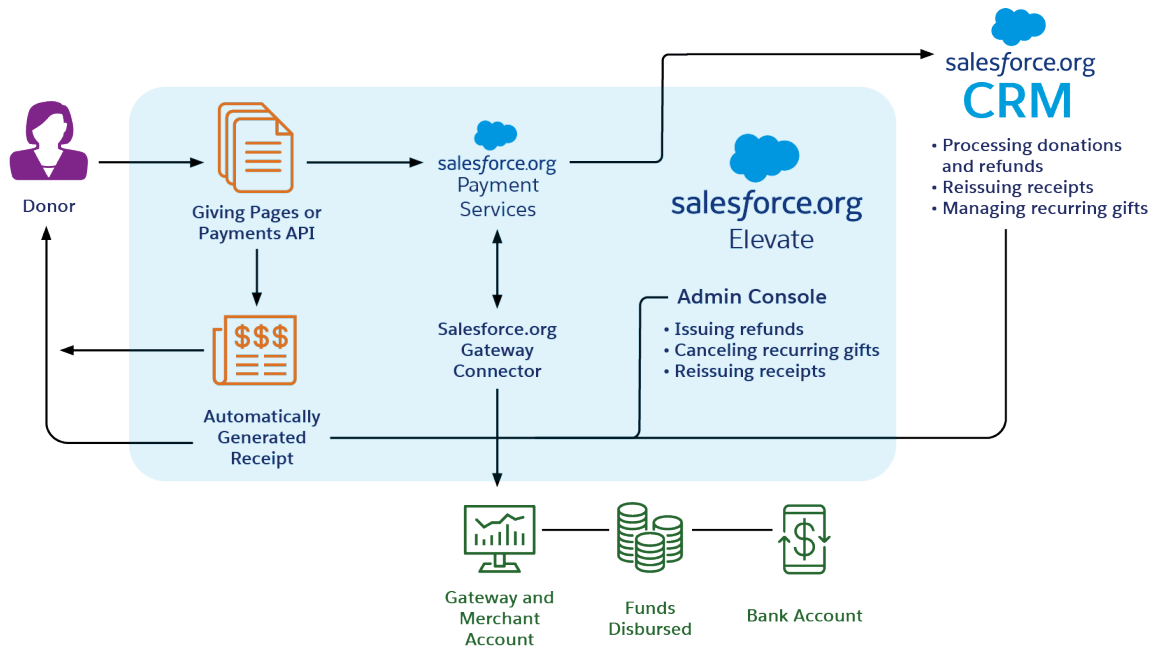 salesforce.org
CRM
• Processing donations
and refunds
• Reissuing receipts
• Managing recurring gifts
Donor
Giving Pages or
Payments API
salesforce.org
Payment
Services
salesforce.org
Elevate
$$$
Automatically
Generated
Receipt
Salesforce.org
Gateway
Connector
Admin Console
• Issuing refunds
• Canceling recurring gifts
• Reissuing receipts
$
Gateway and
Merchant
Account
Funds
Disbursed
Bank Account